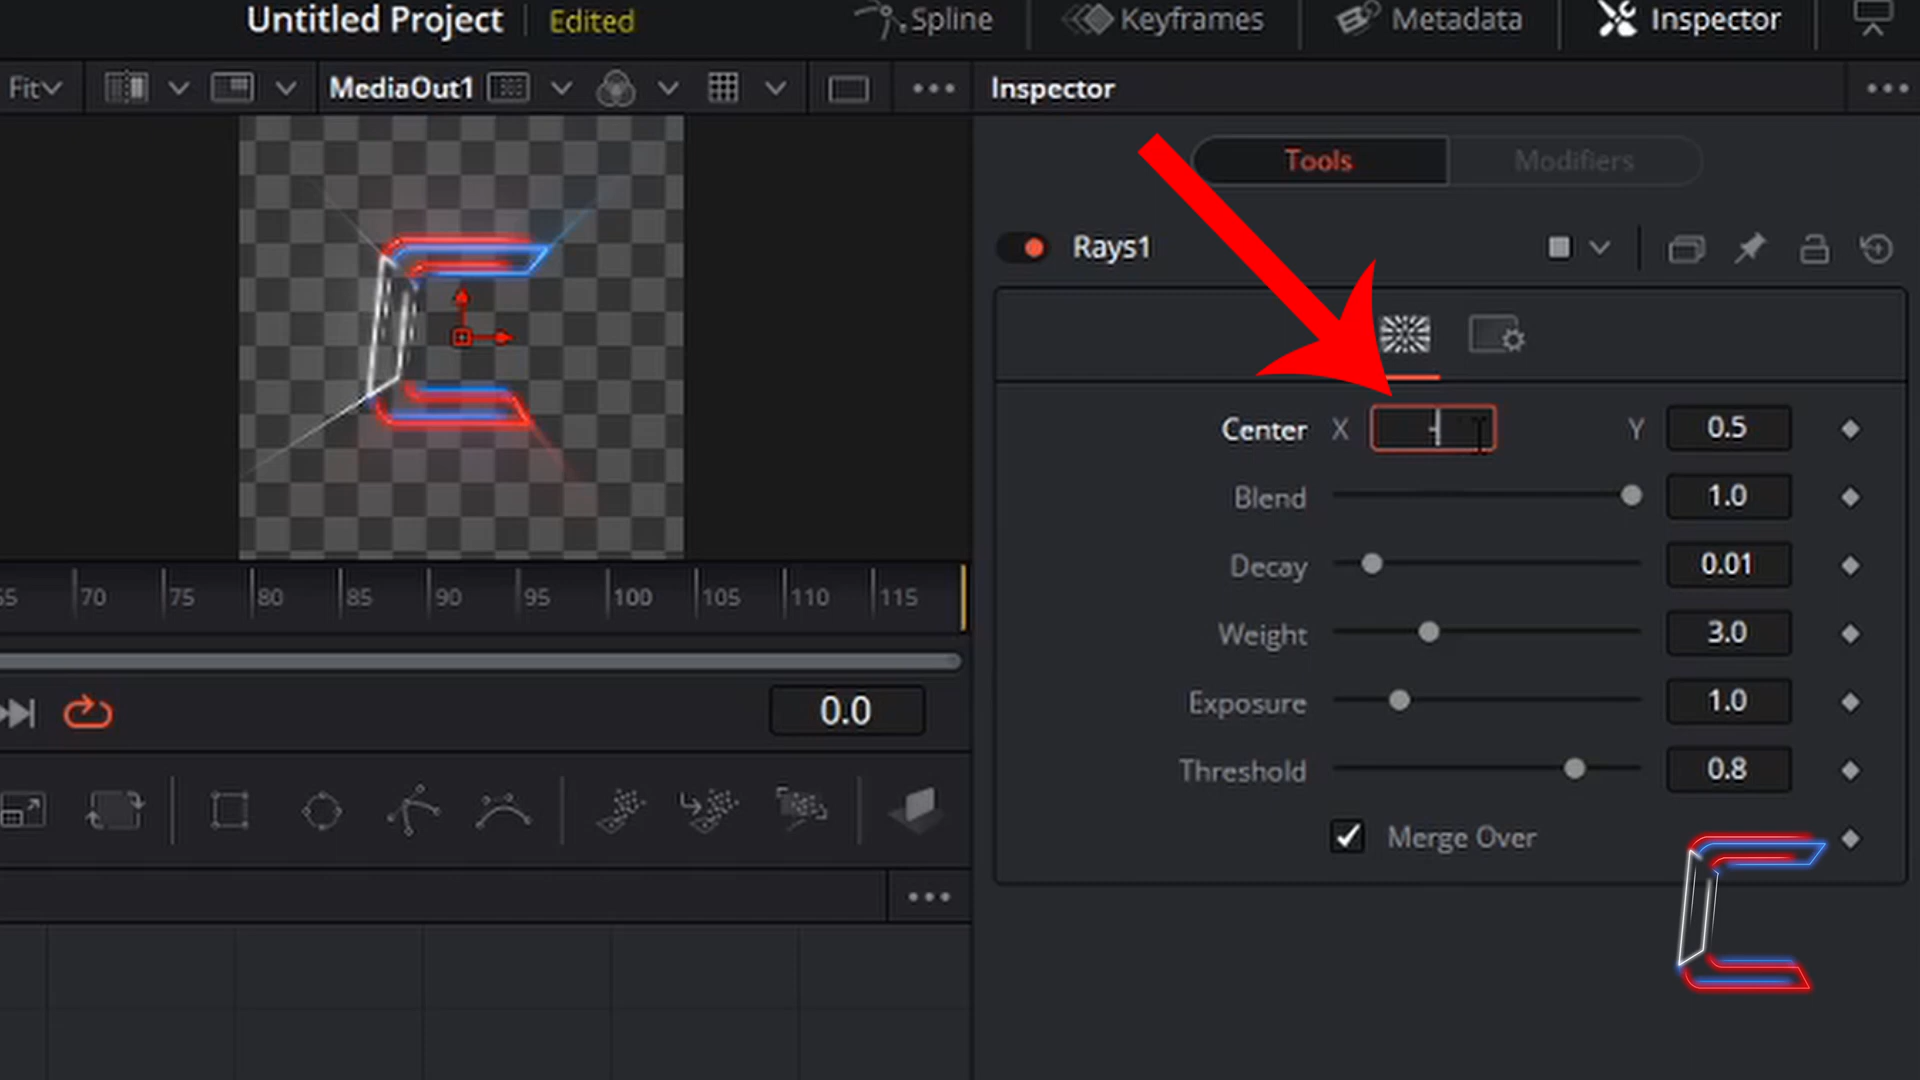 Untitled Project Edited Spline Keyframes Metadata Inspector
Fit MediaOut1 Inspector
Tools Modifiers
Rays1
Center X - Y 0.5
Blend 1.0
Decay 0.01
Weight 3.0
Exposure 1.0
Threshold 0.8
Merge Over
70 75 80 85 90 95 100 105 110 115
0.0